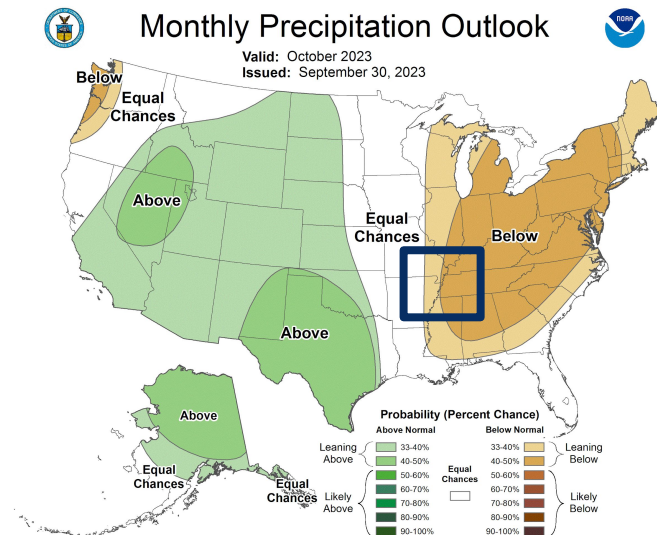 NOAA
Monthly Precipitation Outlook
Valid: October 2023
Issued: September 30, 2023
Below
Equal
Chances
Above
Equal
Chances
Below
Above
Above
Equal
Chances
Equal
Chances
Probability (Percent Chance)
Above Normal
Below Normal
Leaning
Above
33-40%
40-50%
Likely
Above
50-60%
60-70%
70-80%
80-90%
90-100%
Equal
Chances
33-40%
40-50%
Leaning
Below
50-60%
60-70%
70-80%
80-90%
90-100%
Likely
Below